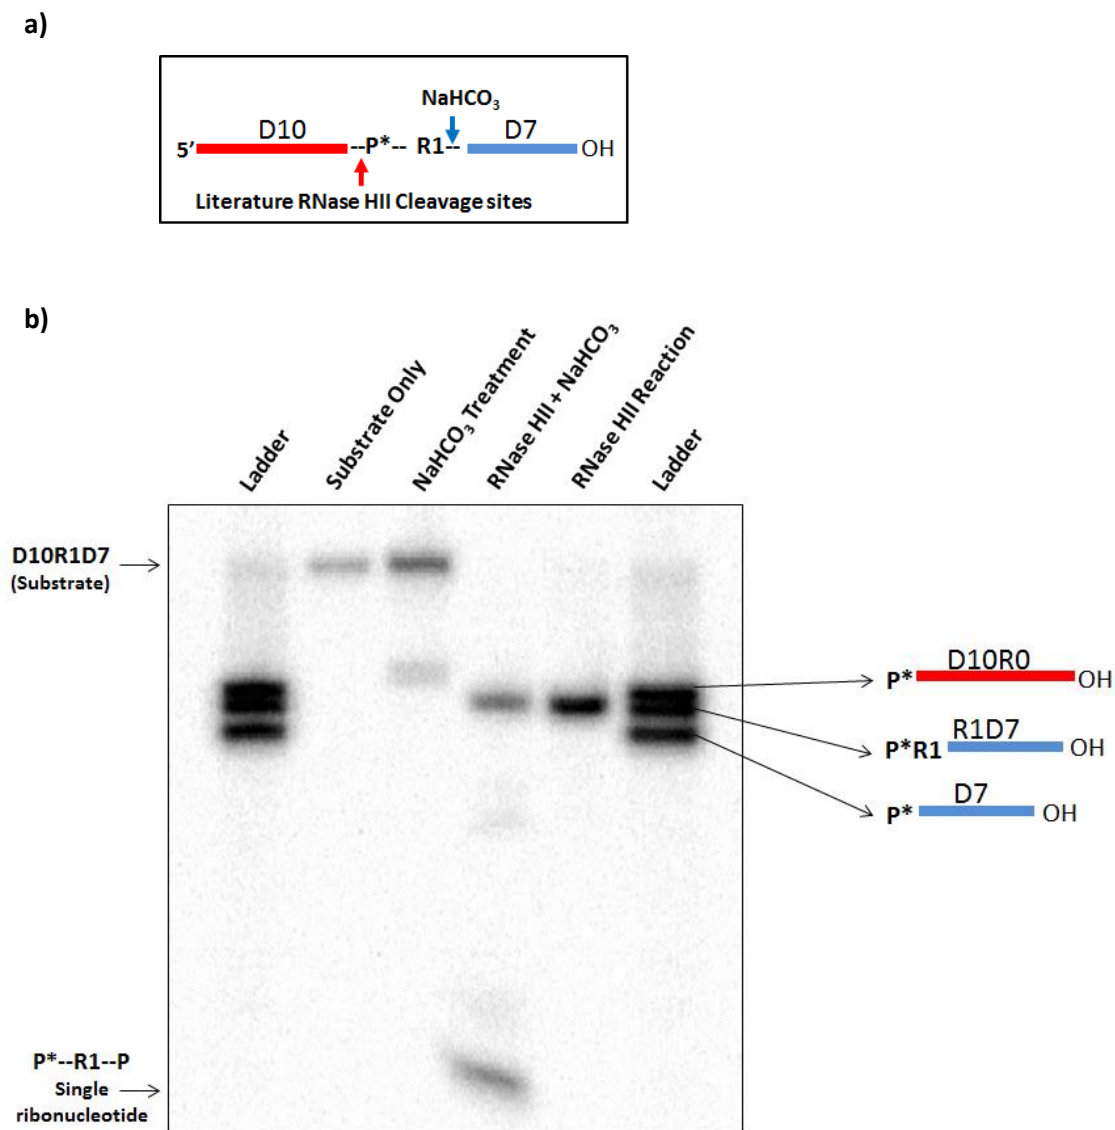 a)
NaHCO₃
D10
D7
5’
--P*--
R1--
OH
Literature RNase HII Cleavage sites
b)
Ladder
Substrate Only
NaHCO₃ Treatment
RNase HII + NaHCO₃
RNase HII Reaction
Ladder
D10R1D7
(Substrate)
D10R0
P*
OH
R1D7
P*R1
OH
D7
P*
OH
P*--R1--P
Single
ribonucleotide